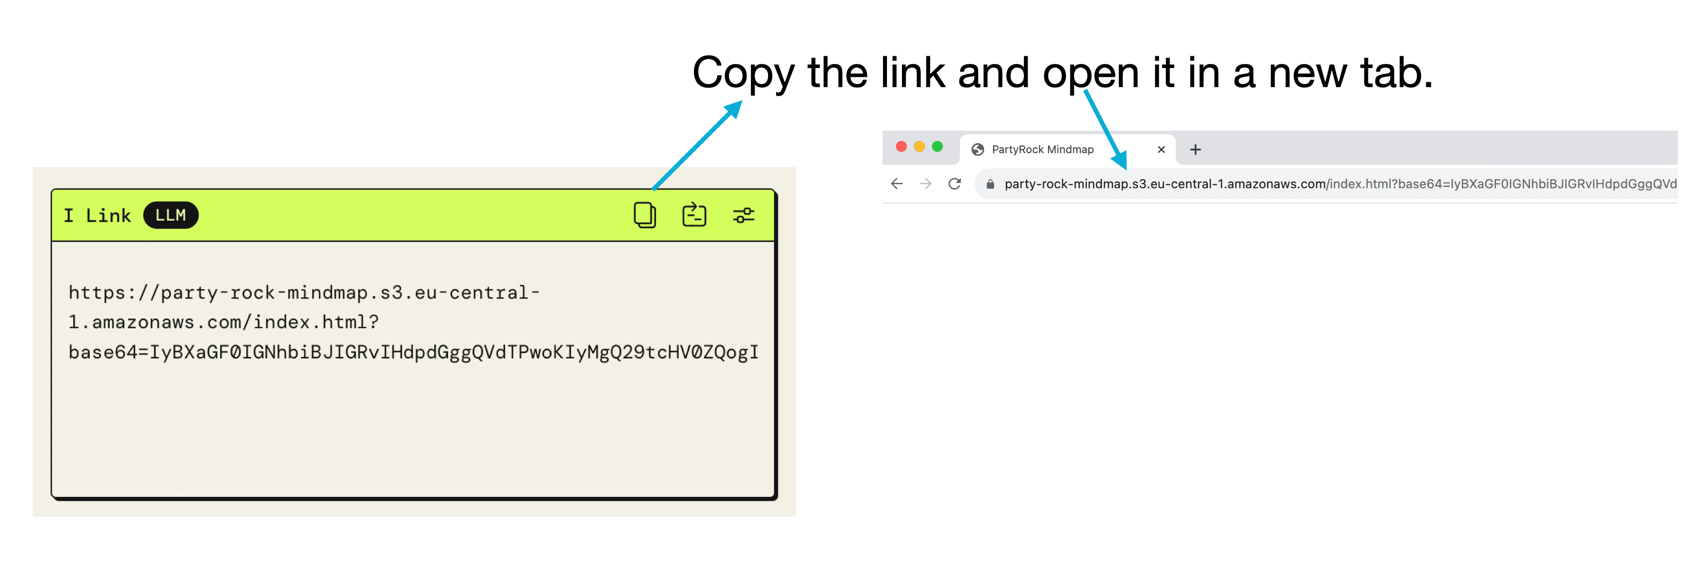 Copy the link and open it in a new tab.
I Link LLM
https://party-rock-mindmap.s3.eu-central-
1.amazonaws.com/index.html?
base64=IyBXaGF0IGNhbiBJIGRvIHdpdGggQVdTPwoKIyMgQ29tcHV0ZQogI
PartyRock Mindmap
party-rock-mindmap.s3.eu-central-1.amazonaws.com/index.html?base64=IyBXaGF0IGNhbiBJIGRvIHdpdGggQVd